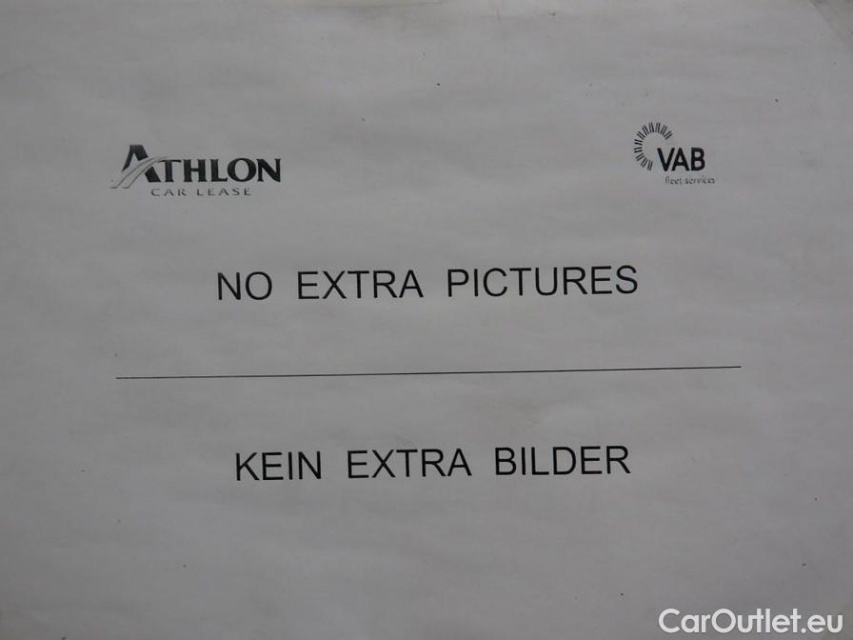 ATHLON
CAR LEASE
VAB
fleet services
NO EXTRA PICTURES
KEIN EXTRA BILDER
CarOutlet.eu